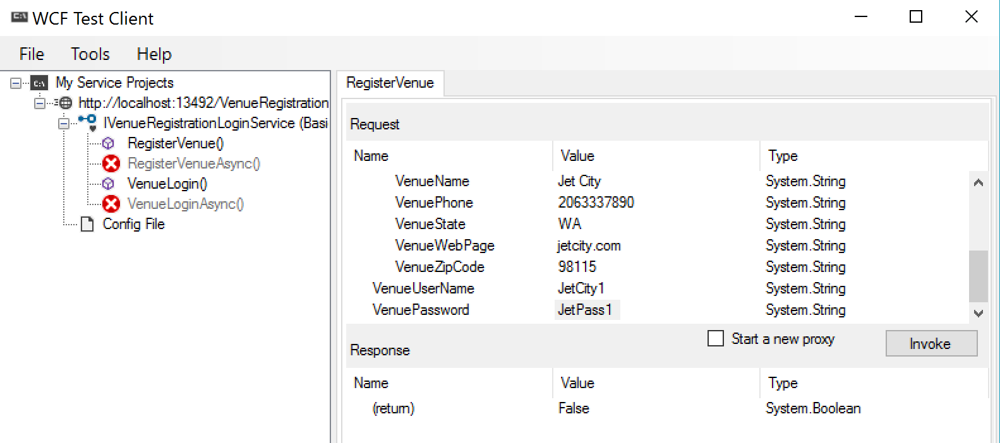 WCF Test Client
File Tools Help
My Service Projects
http://localhost:13492/VenueRegistration
IVenueRegistrationLoginService (Basi
RegisterVenue()
RegisterVenueAsync()
VenueLogin()
VenueLoginAsync()
Config File
RegisterVenue
Request
Name Value Type
VenueName Jet City System.String
VenuePhone 2063337890 System.String
VenueState WA System.String
VenueWebPage jetcity.com System.String
VenueZipCode 98115 System.String
VenueUserName JetCity1 System.String
VenuePassword JetPass1 System.String
Start a new proxy Invoke
Response
Name Value Type
(return) False System.Boolean